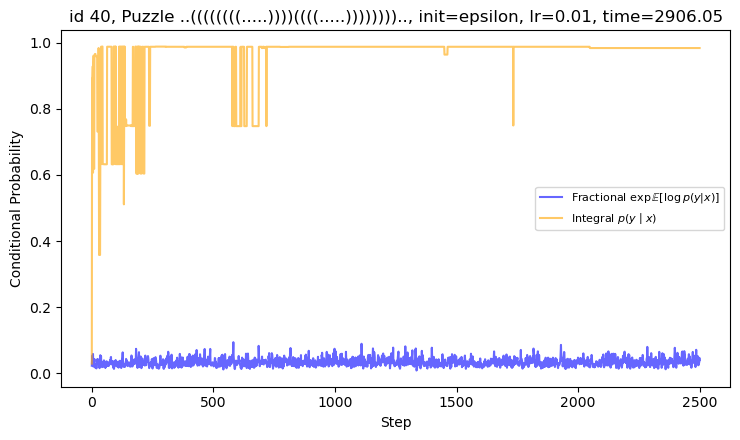 id 40, Puzzle ..((((((((.....))))((((.....)))))))).., init=epsilon, lr=0.01, time=2906.05
Conditional Probability
1.0
0.8
0.6
0.4
0.2
0.0
Fractional exp𝔼[log p(y|x)]
Integral p(y | x)
0
500
1000
1500
2000
2500
Step